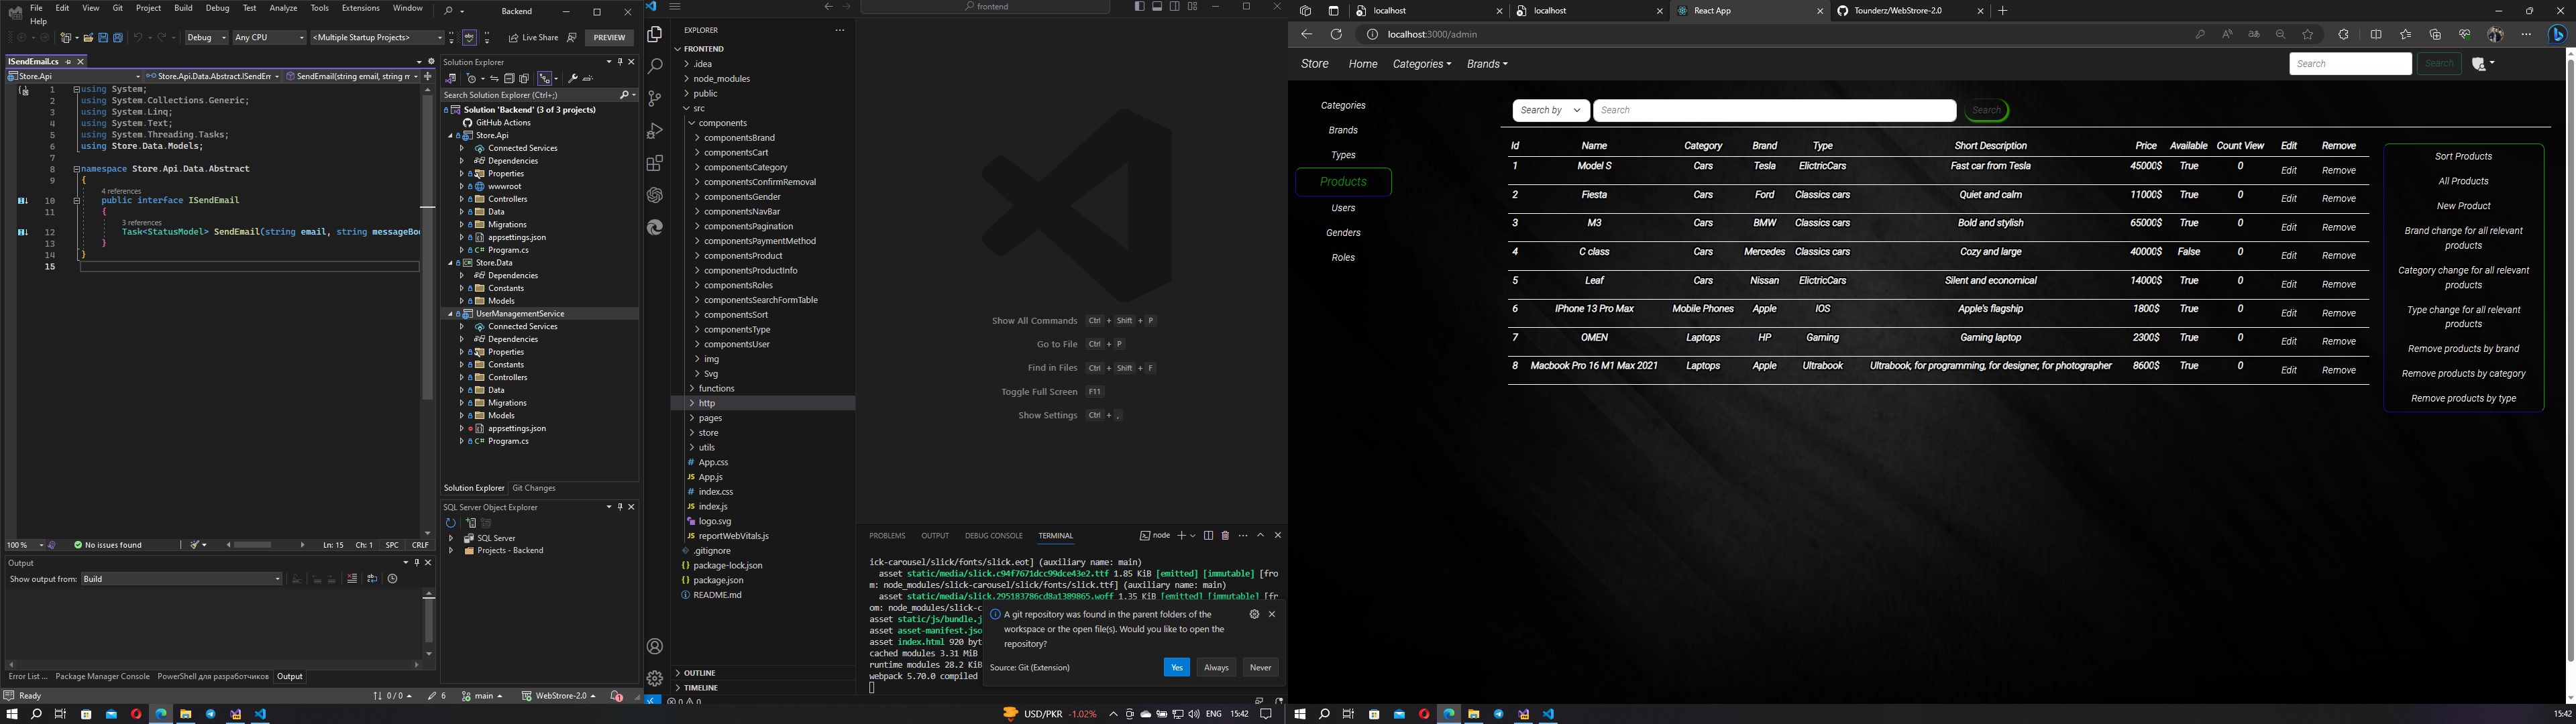 File Edit View Git Project Build Debug Test Analyze Tools Extensions Window
Help
Backend
Debug Any CPU <Multiple Startup Projects> Live Share PREVIEW
ISendEmail.cs
Store.Api Store.Api.Data.Abstract.ISendEm SendEmail(string email, string m
1 using System;
2 using System.Collections.Generic;
3 using System.Linq;
4 using System.Text;
5 using System.Threading.Tasks;
6 using Store.Data.Models;
7
8 namespace Store.Api.Data.Abstract
9 {
4 references
10 public interface ISendEmail
11 {
3 references
12 Task<StatusModel> SendEmail(string email, string messageBod
13 }
14 }
15
100 % No issues found Ln: 15 Ch: 1 SPC CRLF
Output
Show output from: Build
Error List ... Package Manager Console PowerShell для разработчиков Output
Ready 0 / 0 6 main WebStrore-2.0 1
Solution Explorer
Search Solution Explorer (Ctrl+;)
Solution 'Backend' (3 of 3 projects)
GitHub Actions
Store.Api
Connected Services
Dependencies
Properties
wwwroot
Controllers
Data
Migrations
appsettings.json
C# Program.cs
Store.Data
Dependencies
Constants
Models
UserManagementService
Connected Services
Dependencies
Properties
Constants
Controllers
Data
Migrations
Models
appsettings.json
C# Program.cs
Solution Explorer Git Changes
SQL Server Object Explorer
SQL Server
Projects - Backend
frontend
EXPLORER
FRONTEND
.idea
node_modules
public
src
components
componentsBrand
componentsCart
componentsCategory
componentsConfirmRemoval
componentsGender
componentsNavBar
componentsPagination
componentsPaymentMethod
componentsProduct
componentsProductInfo
componentsRoles
componentsSearchFormTable
componentsSort
componentsType
componentsUser
img
Svg
functions
http
pages
store
utils
# App.css
JS App.js
# index.css
JS index.js
logo.svg
JS reportWebVitals.js
.gitignore
{} package-lock.json
{} package.json
README.md
OUTLINE
TIMELINE
0 0
Show All Commands Ctrl + Shift + P
Go to File Ctrl + P
Find in Files Ctrl + Shift + F
Toggle Full Screen F11
Show Settings Ctrl + ,
PROBLEMS OUTPUT DEBUG CONSOLE TERMINAL node
ick-carousel/slick/fonts/slick.eot] (auxiliary name: main)
asset static/media/slick.c94f7671dcc99dce43e2.ttf 1.85 KiB [emitted] [immutable] [fro
m: node_modules/slick-carousel/slick/fonts/slick.ttf] (auxiliary name: main)
asset static/media/slick.295183786cd8a1389865.woff 1.35 KiB [emitted] [immutable] [fr
om: node_modules/slick-c
asset static/js/bundle.j
asset asset-manifest.jso
asset index.html 920 byt
cached modules 3.31 MiB
runtime modules 28.2 KiB
webpack 5.70.0 compiled
A git repository was found in the parent folders of the
workspace or the open file(s). Would you like to open the
repository?
Source: Git (Extension) Yes Always Never
USD/PKR -1.02% ENG 15:42
localhost localhost React App Tounderz/WebStrore-2.0
localhost:3000/admin
Store Home Categories Brands Search Search
Categories
Brands
Types
Products
Users
Genders
Roles
Search by Search Search
Id Name Category Brand Type Short Description Price Available Count View Edit Remove
1 Model S Cars Tesla ElictricCars Fast car from Tesla 45000$ True 0 Edit Remove
2 Fiesta Cars Ford Classics cars Quiet and calm 11000$ True 0 Edit Remove
3 M3 Cars BMW Classics cars Bold and stylish 65000$ True 0 Edit Remove
4 C class Cars Mercedes Classics cars Cozy and large 40000$ False 0 Edit Remove
5 Leaf Cars Nissan ElictricCars Silent and economical 14000$ True 0 Edit Remove
6 IPhone 13 Pro Max Mobile Phones Apple IOS Apple's flagship 1800$ True 0 Edit Remove
7 OMEN Laptops HP Gaming Gaming laptop 2300$ True 0 Edit Remove
8 Macbook Pro 16 M1 Max 2021 Laptops Apple Ultrabook Ultrabook, for programming, for designer, for photographer 8600$ True 0 Edit Remove
Sort Products
All Products
New Product
Brand change for all relevant
products
Category change for all relevant
products
Type change for all relevant
products
Remove products by brand
Remove products by category
Remove products by type
15:42